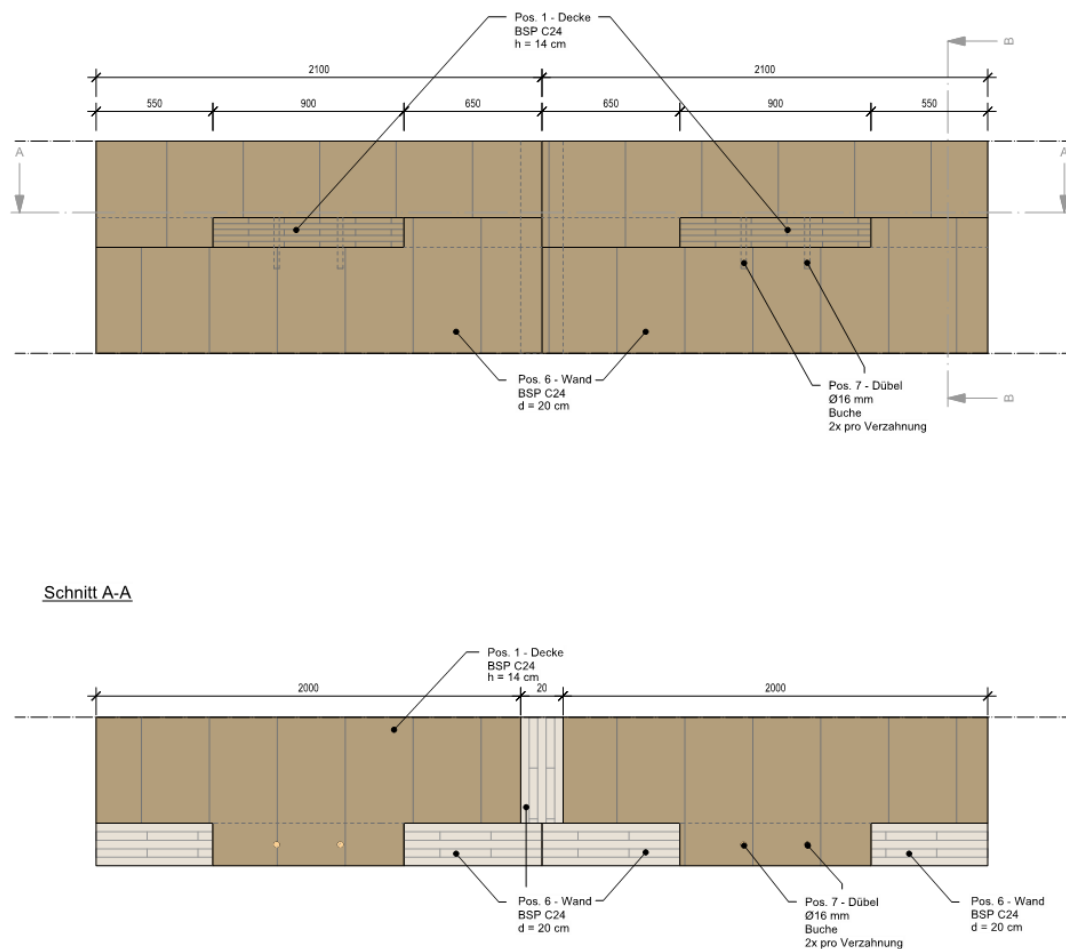 Pos. 1 - Decke
BSP C24
h = 14 cm
B
2100
2100
550
900
650
650
900
550
A
A
Pos. 6 - Wand
BSP C24
d = 20 cm
Pos. 7 - Dübel
Ø16 mm
Buche
2x pro Verzahnung
B
Schnitt A-A
Pos. 1 - Decke
BSP C24
h = 14 cm
2000
20
2000
Pos. 6 - Wand
BSP C24
d = 20 cm
Pos. 7 - Dübel
Ø16 mm
Buche
2x pro Verzahnung
Pos. 6 - Wand
BSP C24
d = 20 cm